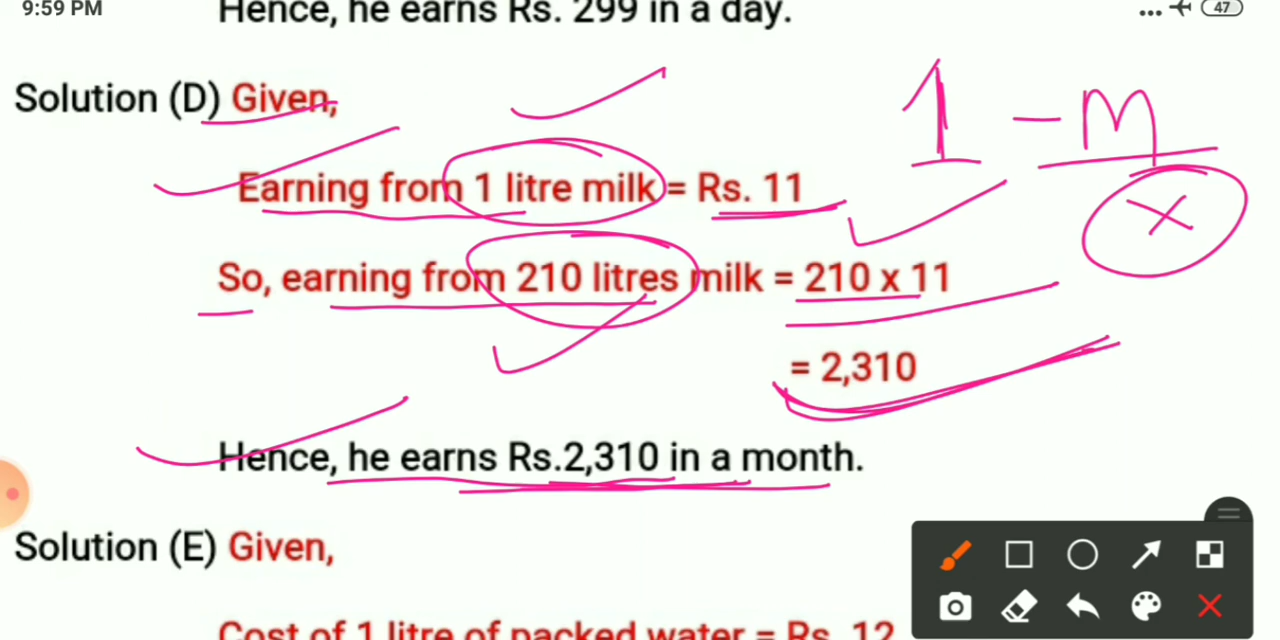 9:59 PM
47
Hence, he earns Rs. 299 in a day.
Solution (D) Given,
1 - m
Earning from 1 litre milk = Rs. 11
x
So, earning from 210 litres milk = 210 x 11
= 2,310
Hence, he earns Rs.2,310 in a month.
Solution (E) Given,
Cost of 1 litre of packed water = Rs. 12